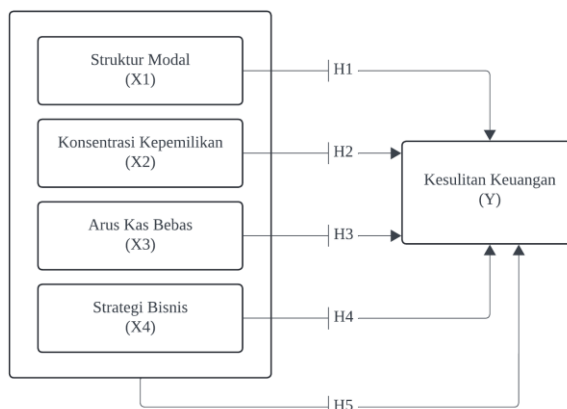 Struktur Modal
(X1)
H1
Konsentrasi Kepemilikan
(X2)
H2
Kesulitan Keuangan
(Y)
Arus Kas Bebas
(X3)
H3
Strategi Bisnis
(X4)
H4
H5